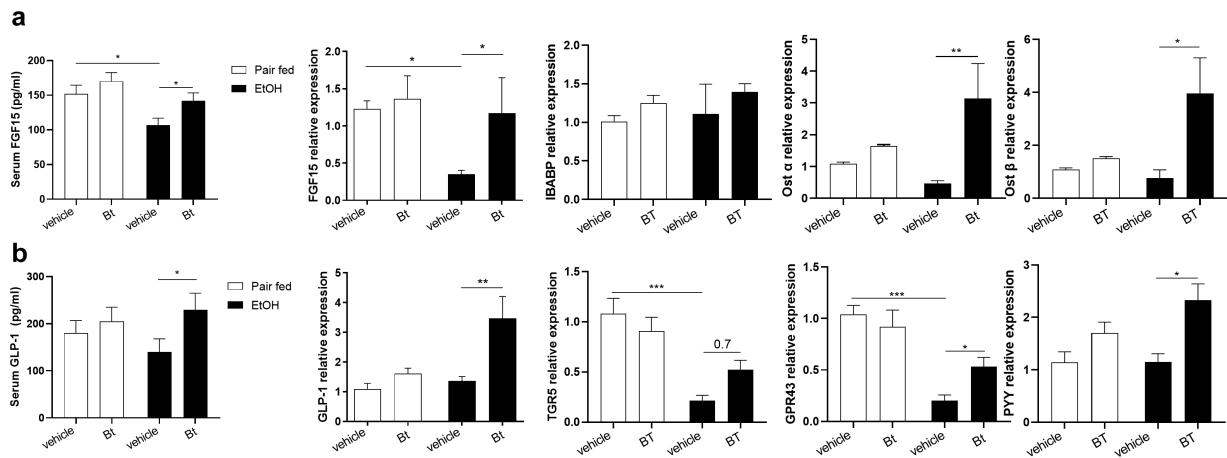 a
Serum FGF15 (pg/ml)
200
150
100
50
0
*
*
vehicle
Bt
vehicle
Bt
Pair fed
EtOH
FGF15 relative expression
2.0
1.5
1.0
0.5
0.0
*
*
vehicle
Bt
vehicle
Bt
IBABP relative expression
2.0
1.5
1.0
0.5
0.0
vehicle
BT
vehicle
BT
Ost α relative expression
5
4
3
2
1
0
**
vehicle
Bt
vehicle
Bt
Ost β relative expression
6
4
2
0
*
vehicle
BT
vehicle
BT
b
Serum GLP-1 (pg/ml)
300
200
100
0
*
vehicle
Bt
vehicle
Bt
Pair fed
EtOH
GLP-1 relative expression
5
4
3
2
1
0
**
vehicle
Bt
vehicle
Bt
TGR5 relative expression
1.5
1.0
0.5
0.0
***
0.7
vehicle
BT
vehicle
BT
GPR43 relative expression
1.5
1.0
0.5
0.0
***
*
vehicle
Bt
vehicle
Bt
PYY relative expression
3
2
1
0
*
vehicle
BT
vehicle
BT